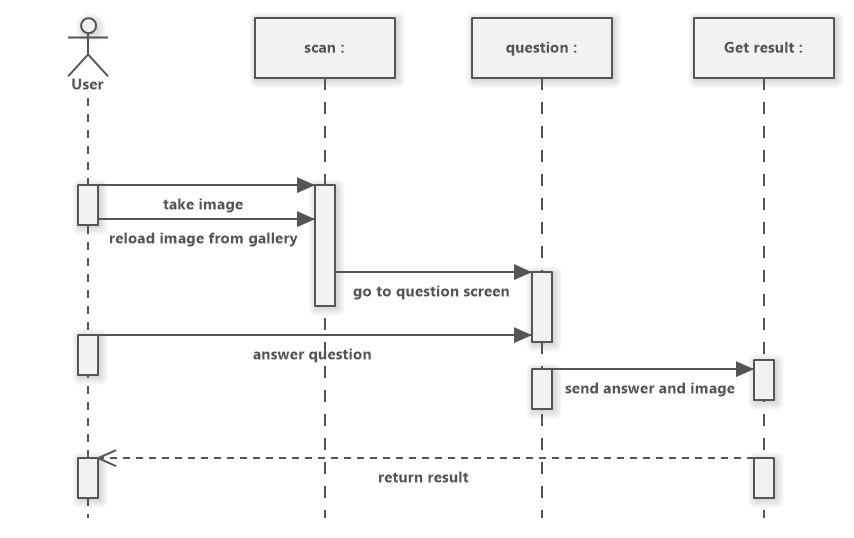 scan :
question :
Get result :
User
take image
reload image from gallery
go to question screen
answer question
send answer and image
return result